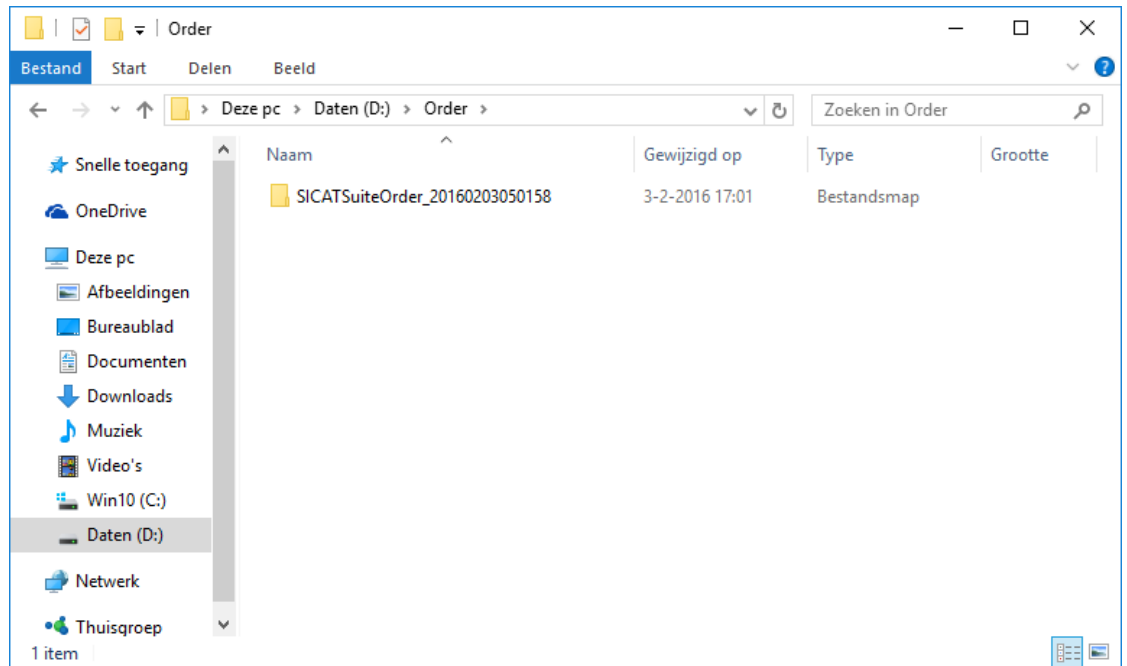 Order
Bestand Start Delen Beeld
Deze pc Daten (D:) Order Zoeken in Order
Naam Gewijzigd op Type Grootte
SICATSuiteOrder_20160203050158 3-2-2016 17:01 Bestandsmap
Snelle toegang
OneDrive
Deze pc
Afbeeldingen
Bureaublad
Documenten
Downloads
Muziek
Video's
Win10 (C:)
Daten (D:)
Netwerk
Thuisgroep
1 item